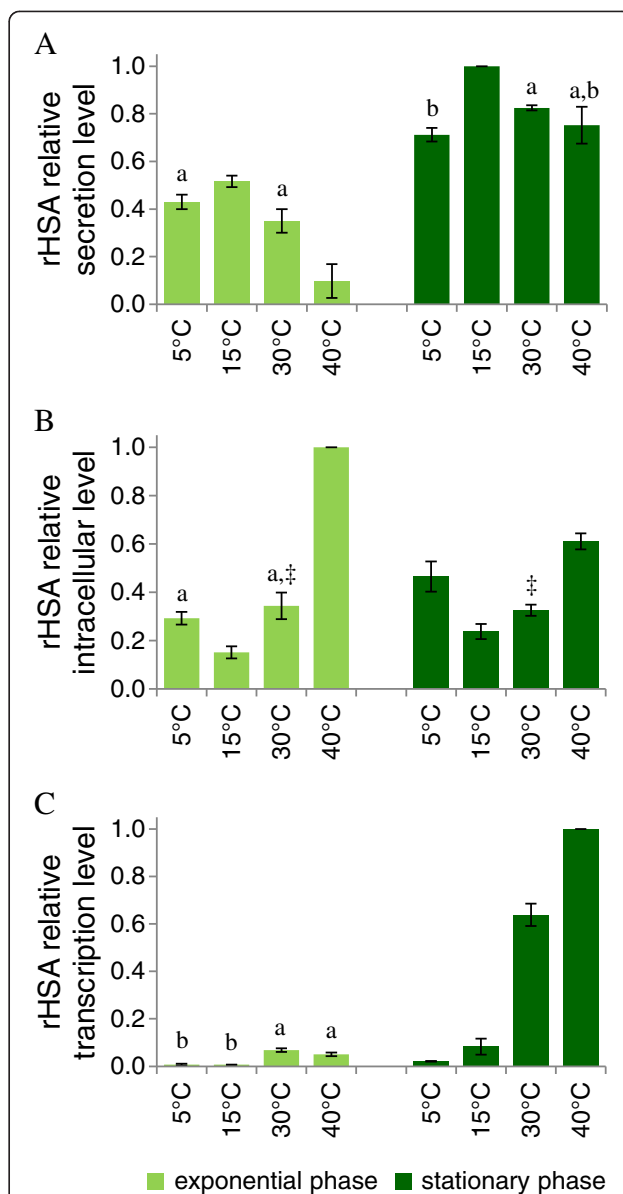 A
rHSA relative
secretion level
1.0
0.8
0.6
0.4
0.2
0.0
a
a
b
a
a,b
5°C
15°C
30°C
40°C
5°C
15°C
30°C
40°C
B
rHSA relative
intracellular level
1.0
0.8
0.6
0.4
0.2
0.0
a
a,‡
‡
5°C
15°C
30°C
40°C
5°C
15°C
30°C
40°C
C
rHSA relative
transcription level
1.0
0.8
0.6
0.4
0.2
0.0
b
b
a
a
5°C
15°C
30°C
40°C
5°C
15°C
30°C
40°C
exponential phase
stationary phase